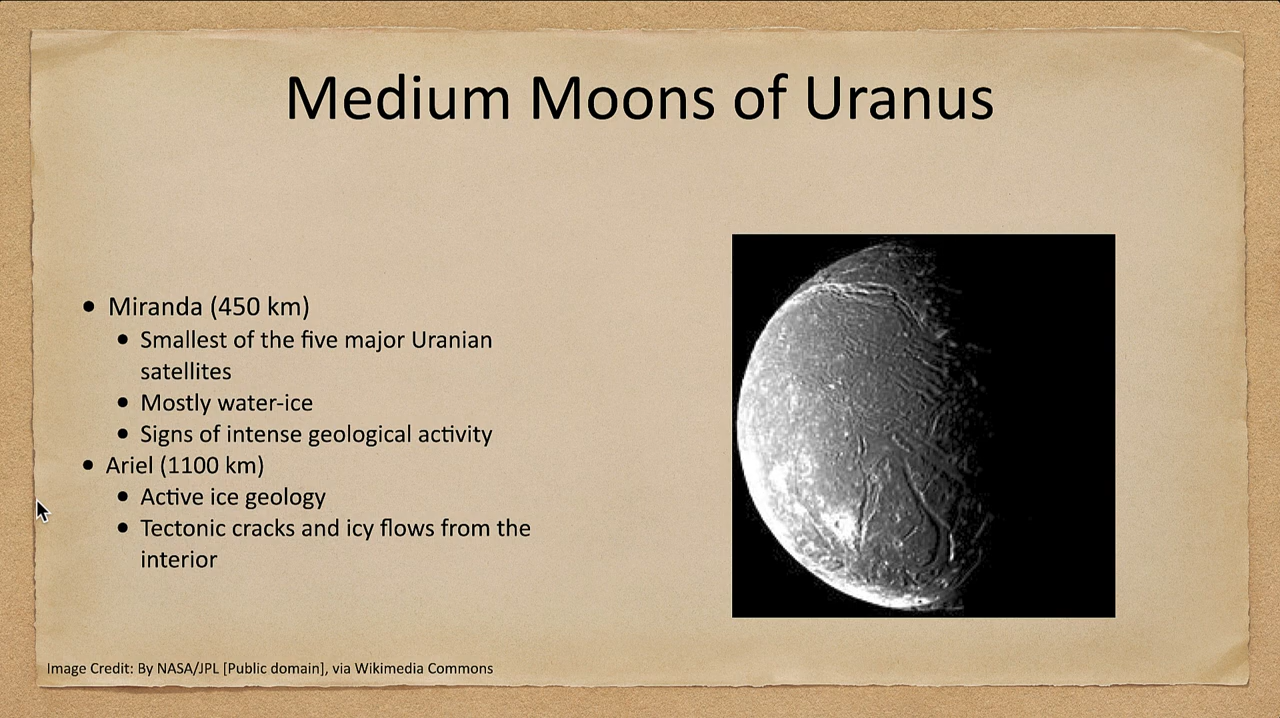 Medium Moons of Uranus
• Miranda (450 km)
• Smallest of the five major Uranian
satellites
• Mostly water-ice
• Signs of intense geological activity
• Ariel (1100 km)
• Active ice geology
• Tectonic cracks and icy flows from the
interior
Image Credit: By NASA/JPL [Public domain], via Wikimedia Commons